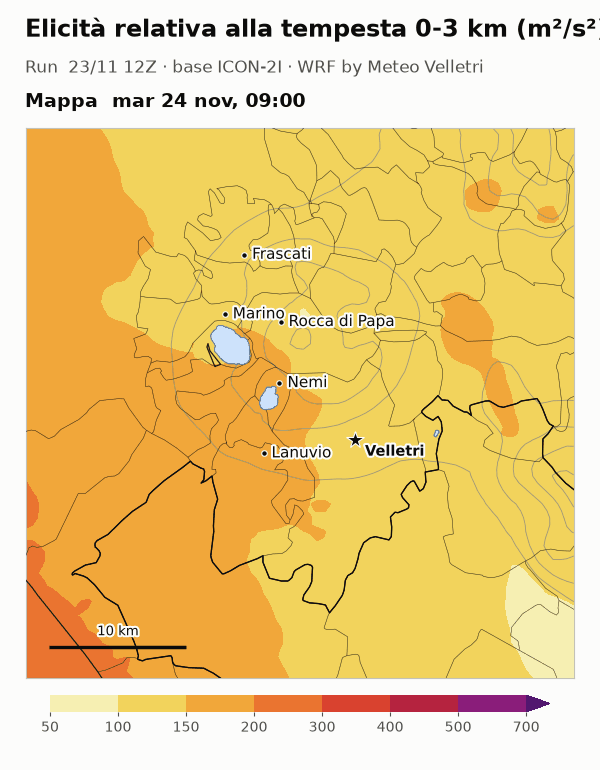 Elicità relativa alla tempesta 0-3 km (m²/s²)
Run  23/11 12Z · base ICON-2I · WRF by Meteo Velletri
Mappa  mar 24 nov, 09:00
Frascati
Marino
Rocca di Papa
Nemi
Velletri
Lanuvio
10 km
50 100 150 200 300 400 500 700